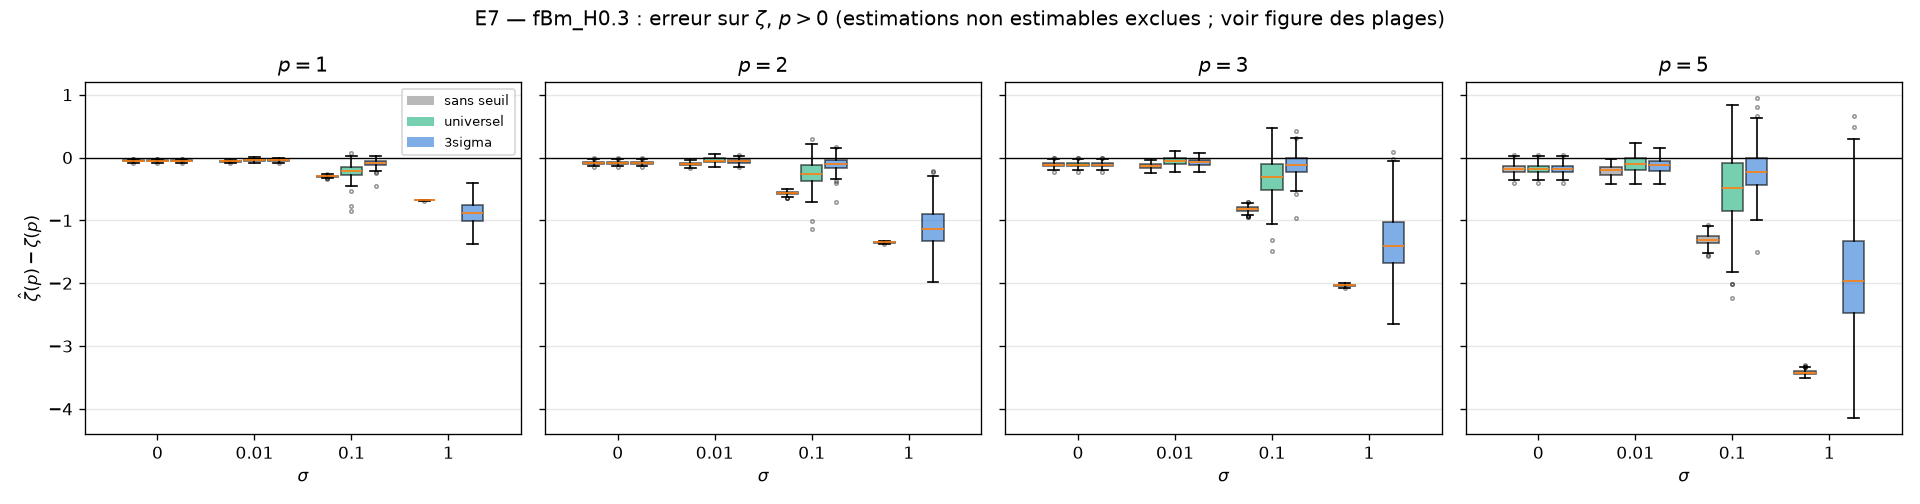 E7 — fBm_H0.3 : erreur sur ζ, p > 0 (estimations non estimables exclues ; voir figure des plages)
p = 1
p = 2
p = 3
p = 5
sans seuil
universel
3sigma
ζ̂(p) − ζ(p)
1
0
−1
−2
−3
−4
0 0.01 0.1 1
0 0.01 0.1 1
0 0.01 0.1 1
0 0.01 0.1 1
σ
σ
σ
σ